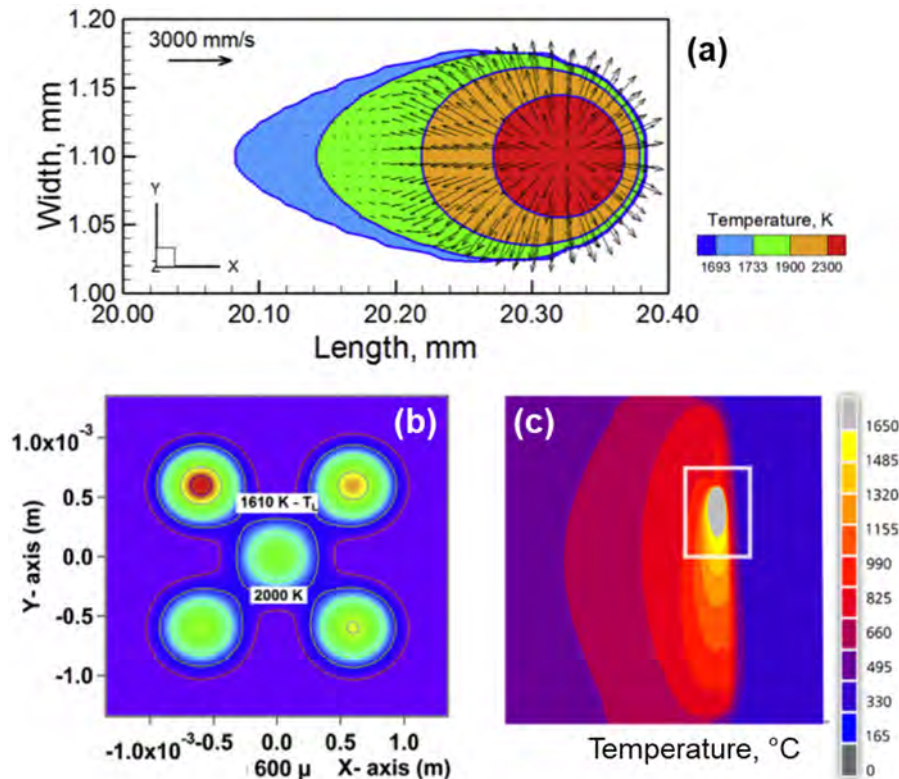 (a)
3000 mm/s
1.20
1.15
1.10
1.05
1.00
Width, mm
Y
Z
X
20.00
20.10
20.20
20.30
20.40
Length, mm
Temperature, K
1693 1733 1900 2300
(b)
1.0x10⁻³
0.5
0.0
-0.5
-1.0
Y- axis (m)
1610 K - T_L
2000 K
-1.0x10⁻³
-0.5
0.0
0.5
1.0
600 μ
X- axis (m)
(c)
1650
1485
1320
1155
990
825
660
495
330
165
0
Temperature, °C